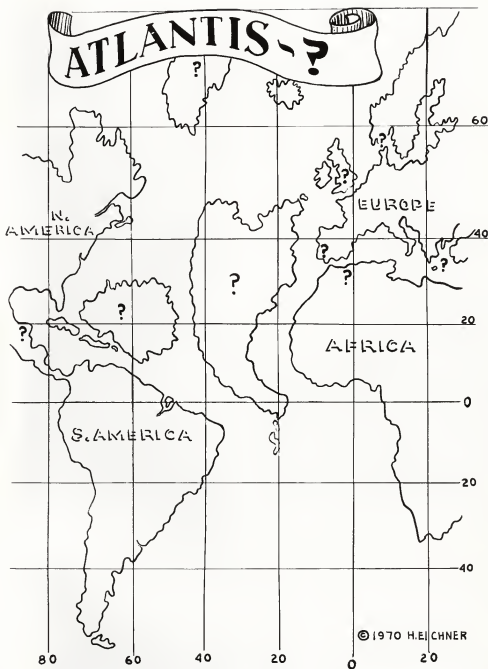 ATLANTIS-?
?
60
?
?
N.
AMERICA
EUROPE
40
?
?
?
?
?
?
20
AFRICA
0
S. AMERICA
20
40
© 1970 H. EICHNER
80 60 40 20 0 20